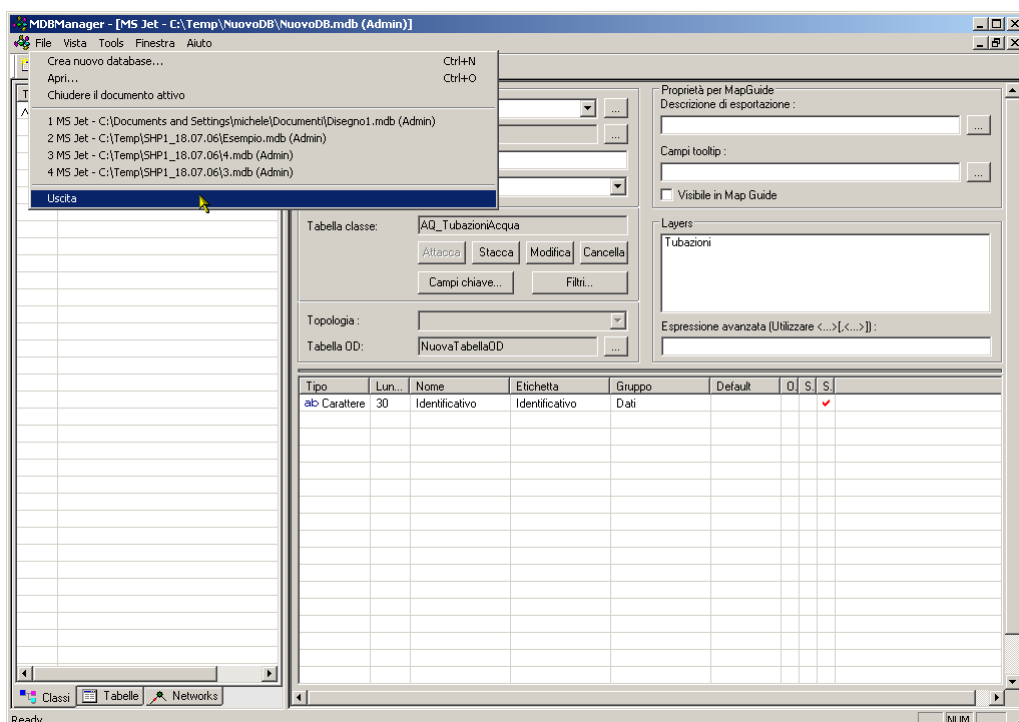 MDBManager - [MS Jet - C:\Temp\NuovoDB\NuovoDB.mdb (Admin)]
File Vista Tools Finestra Aiuto
Crea nuovo database... Ctrl+N
Apri... Ctrl+O
Chiudere il documento attivo
1 MS Jet - C:\Documents and Settings\michele\Documenti\Disegno1.mdb (Admin)
2 MS Jet - C:\Temp\SHP1_18.07.06\Esempio.mdb (Admin)
3 MS Jet - C:\Temp\SHP1_18.07.06\4.mdb (Admin)
4 MS Jet - C:\Temp\SHP1_18.07.06\3.mdb (Admin)
Uscita
...
...
Proprietà per MapGuide
Descrizione di esportazione :
...
Campi tooltip :
...
Visibile in Map Guide
Tabella classe: AQ_TubazioniAcqua
Attacca Stacca Modifica Cancella
Campi chiave... Filtri...
Topologia :
Tabella OD: NuovaTabellaOD ...
Layers
Tubazioni
Espressione avanzata (Utilizzare <...>[,<...>]) :
Tipo Lun... Nome Etichetta Gruppo Default O. S. S.
ab Carattere 30 Identificativo Identificativo Dati
Classi Tabelle Networks
Ready NUM